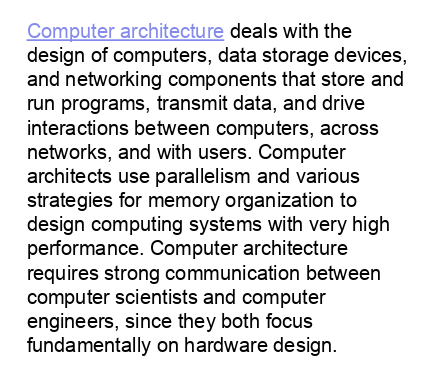 Computer architecture deals with the
design of computers, data storage devices,
and networking components that store and
run programs, transmit data, and drive
interactions between computers, across
networks, and with users. Computer
architects use parallelism and various
strategies for memory organization to
design computing systems with very high
performance. Computer architecture
requires strong communication between
computer scientists and computer
engineers, since they both focus
fundamentally on hardware design.